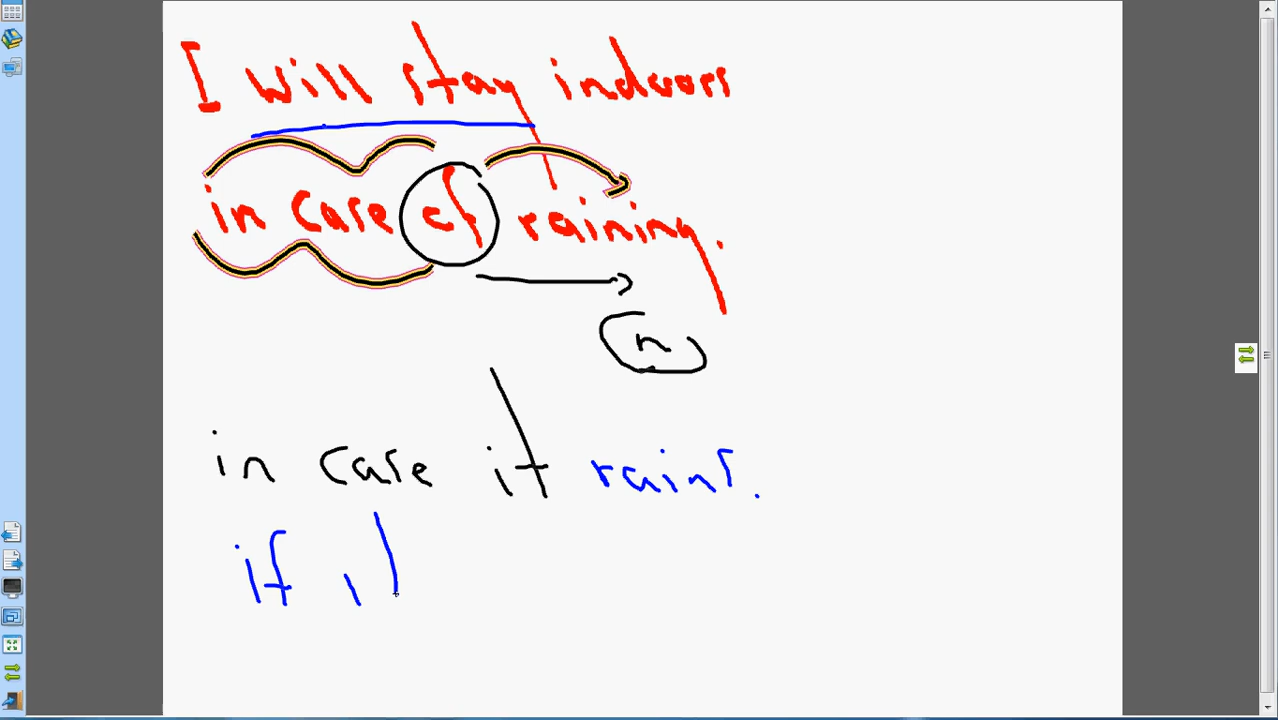 I will stay indoors
in case of raining.
n
in case it rains.
if